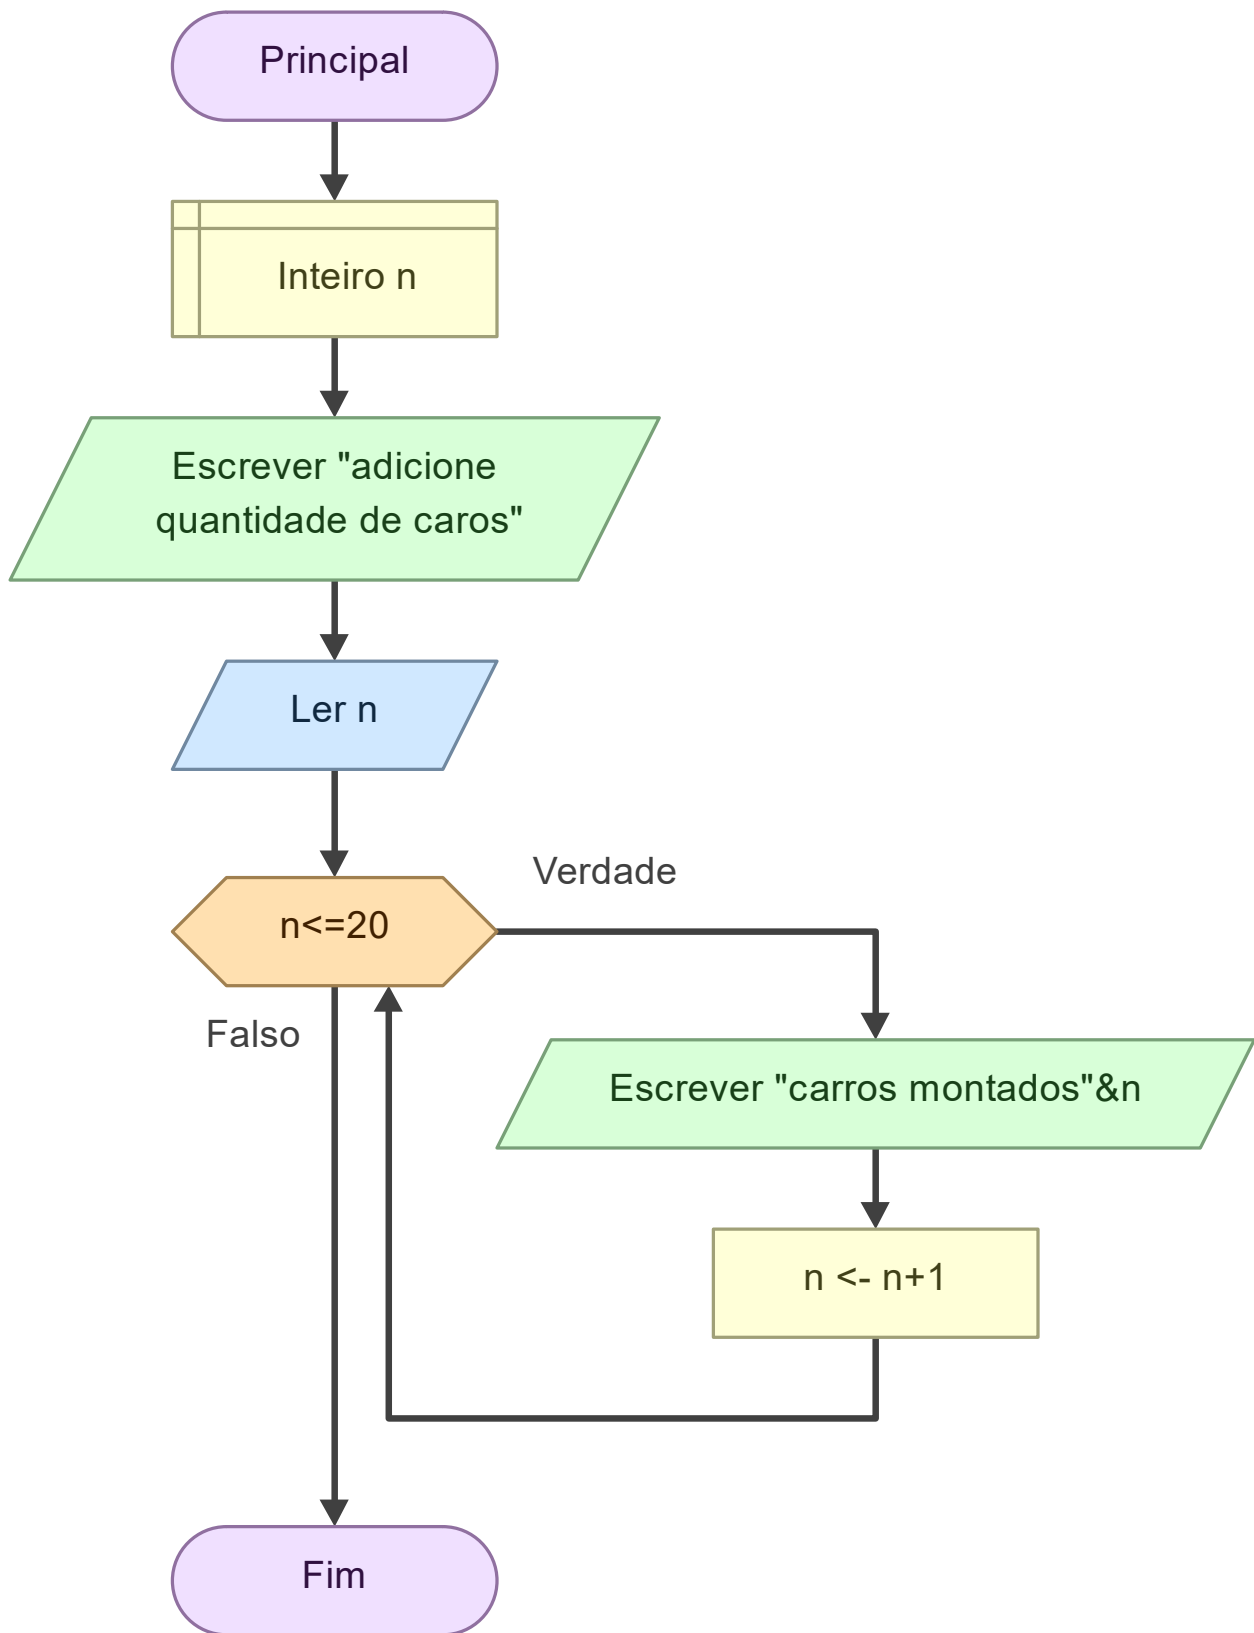 Principal
Inteiro n
Escrever "adicione
quantidade de caros"
Ler n
Verdade
n<=20
Falso
Escrever "carros montados"&n
n <- n+1
Fim